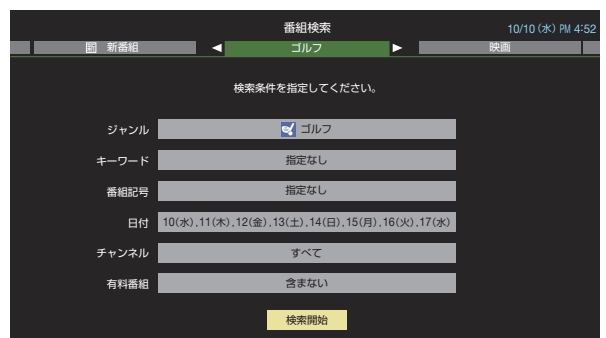 番組検索
10/10(水) PM 4:52
新 新番組 ◀ ゴルフ ▶ 映画
検索条件を指定してください。
ジャンル ゴルフ
キーワード 指定なし
番組記号 指定なし
日付 10(水),11(木),12(金),13(土),14(日),15(月),16(火),17(水)
チャンネル すべて
有料番組 含まない
検索開始